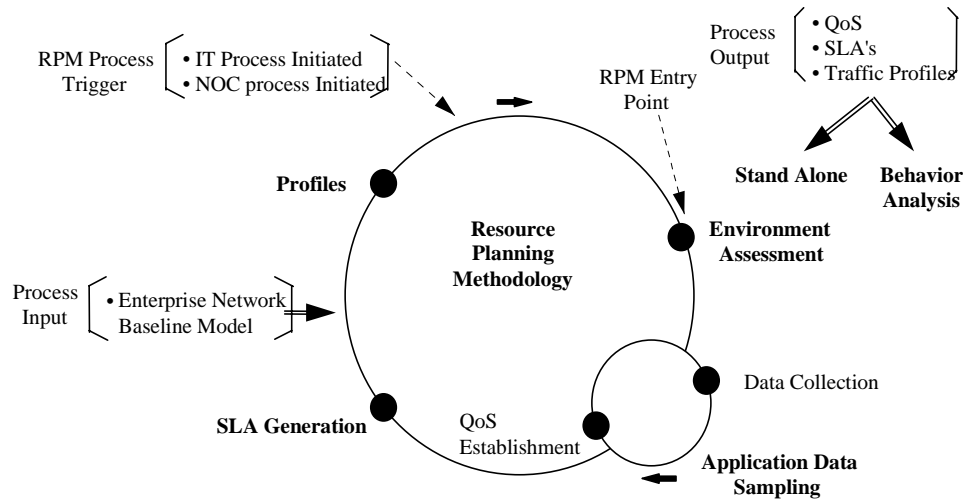 RPM Process
Trigger
• IT Process Initiated
• NOC process Initiated
Process
Output
• QoS
• SLA's
• Traffic Profiles
RPM Entry
Point
Stand Alone
Behavior
Analysis
Profiles
Resource
Planning
Methodology
Environment
Assessment
Process
Input
• Enterprise Network
Baseline Model
Data Collection
SLA Generation
QoS
Establishment
Application Data
Sampling